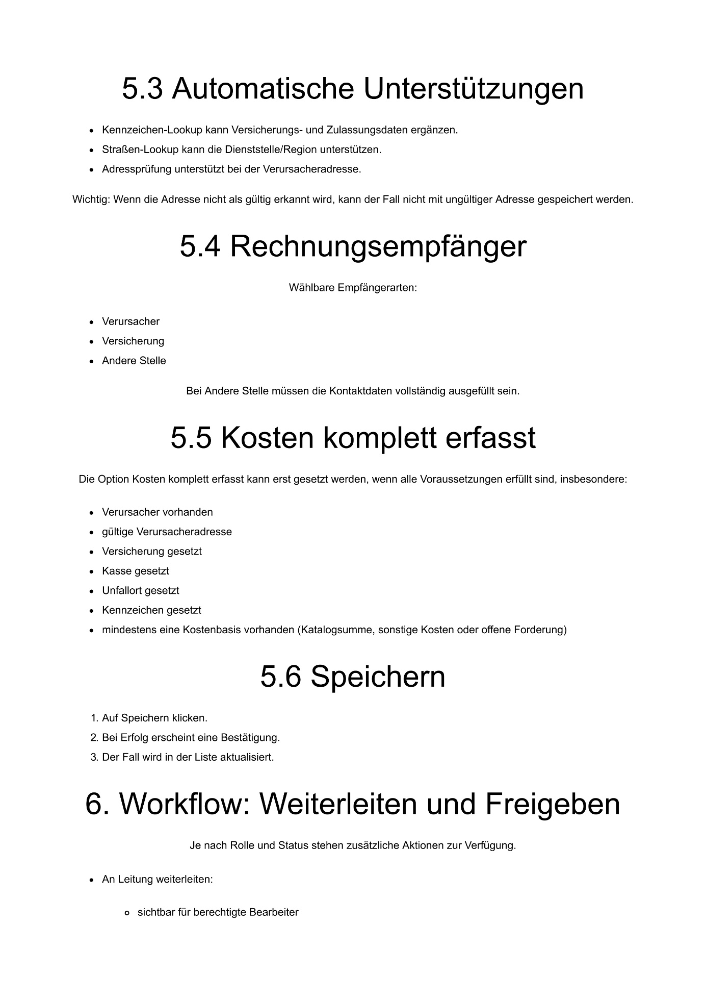 5.3 Automatische Unterstützungen
• Kennzeichen-Lookup kann Versicherungs- und Zulassungsdaten ergänzen.
• Straßen-Lookup kann die Dienststelle/Region unterstützen.
• Adressprüfung unterstützt bei der Verursacheradresse.
Wichtig: Wenn die Adresse nicht als gültig erkannt wird, kann der Fall nicht mit ungültiger Adresse gespeichert werden.
5.4 Rechnungsempfänger
Wählbare Empfängerarten:
• Verursacher
• Versicherung
• Andere Stelle
Bei Andere Stelle müssen die Kontaktdaten vollständig ausgefüllt sein.
5.5 Kosten komplett erfasst
Die Option Kosten komplett erfasst kann erst gesetzt werden, wenn alle Voraussetzungen erfüllt sind, insbesondere:
• Verursacher vorhanden
• gültige Verursacheradresse
• Versicherung gesetzt
• Kasse gesetzt
• Unfallort gesetzt
• Kennzeichen gesetzt
• mindestens eine Kostenbasis vorhanden (Katalogsumme, sonstige Kosten oder offene Forderung)
5.6 Speichern
1. Auf Speichern klicken.
2. Bei Erfolg erscheint eine Bestätigung.
3. Der Fall wird in der Liste aktualisiert.
6. Workflow: Weiterleiten und Freigeben
Je nach Rolle und Status stehen zusätzliche Aktionen zur Verfügung.
• An Leitung weiterleiten:
◦ sichtbar für berechtigte Bearbeiter